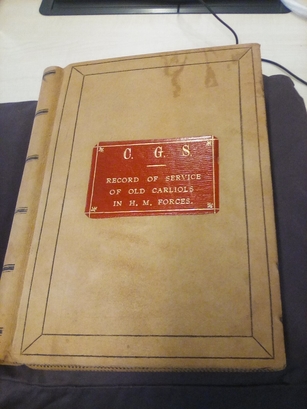 C. G. S.
RECORD OF SERVICE
OF OLD CARLIOLS
IN H. M. FORCES.